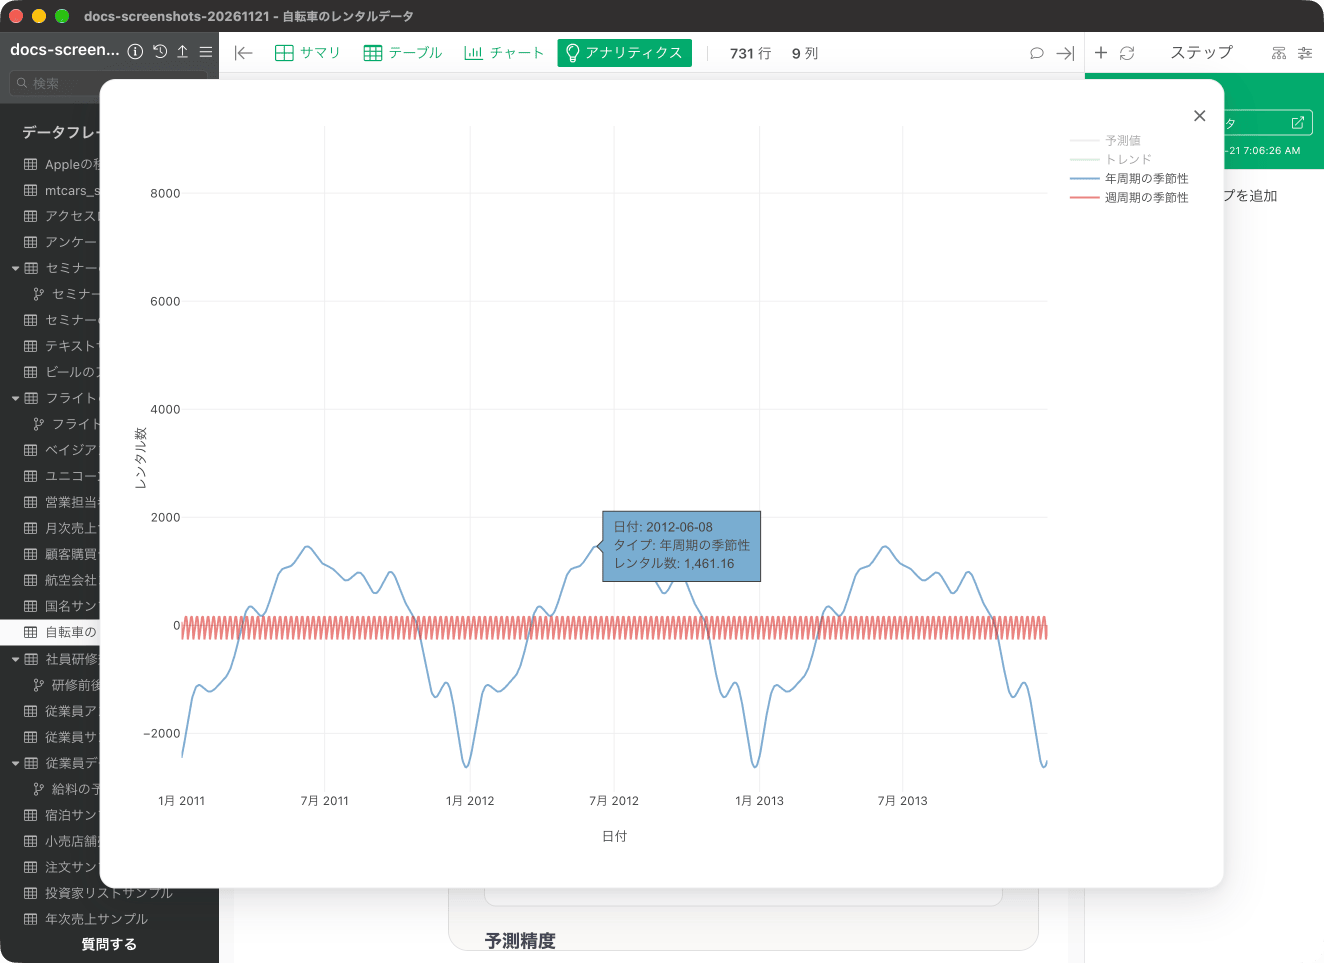 docs-screenshots-20261121 - 自転車のレンタルデータ
docs-screen...
サマリ
テーブル
チャート
アナリティクス
731 行
9 列
ステップ
検索
データフレー
Appleの
mtcars_s
アクセス
アンケー
セミナー
セミナー
セミナー
テキスト
ビールの
フライト
フライト
ベイジア
ユニコー
営業担当
月次売上
顧客購買
航空会社
国名サン
自転車の
社員研修
研修前後
従業員ア
従業員サ
従業員デ
給料の予
宿泊サン
小売店舗
注文サン
投資家リストサンプル
年次売上サンプル
質問する
タ
-21 7:06:26 AM
プを追加
予測値
トレンド
年周期の季節性
週周期の季節性
8000
6000
4000
2000
0
−2000
レンタル数
日付: 2012-06-08
タイプ: 年周期の季節性
レンタル数: 1,461.16
1月 2011
7月 2011
1月 2012
7月 2012
1月 2013
7月 2013
日付
予測精度